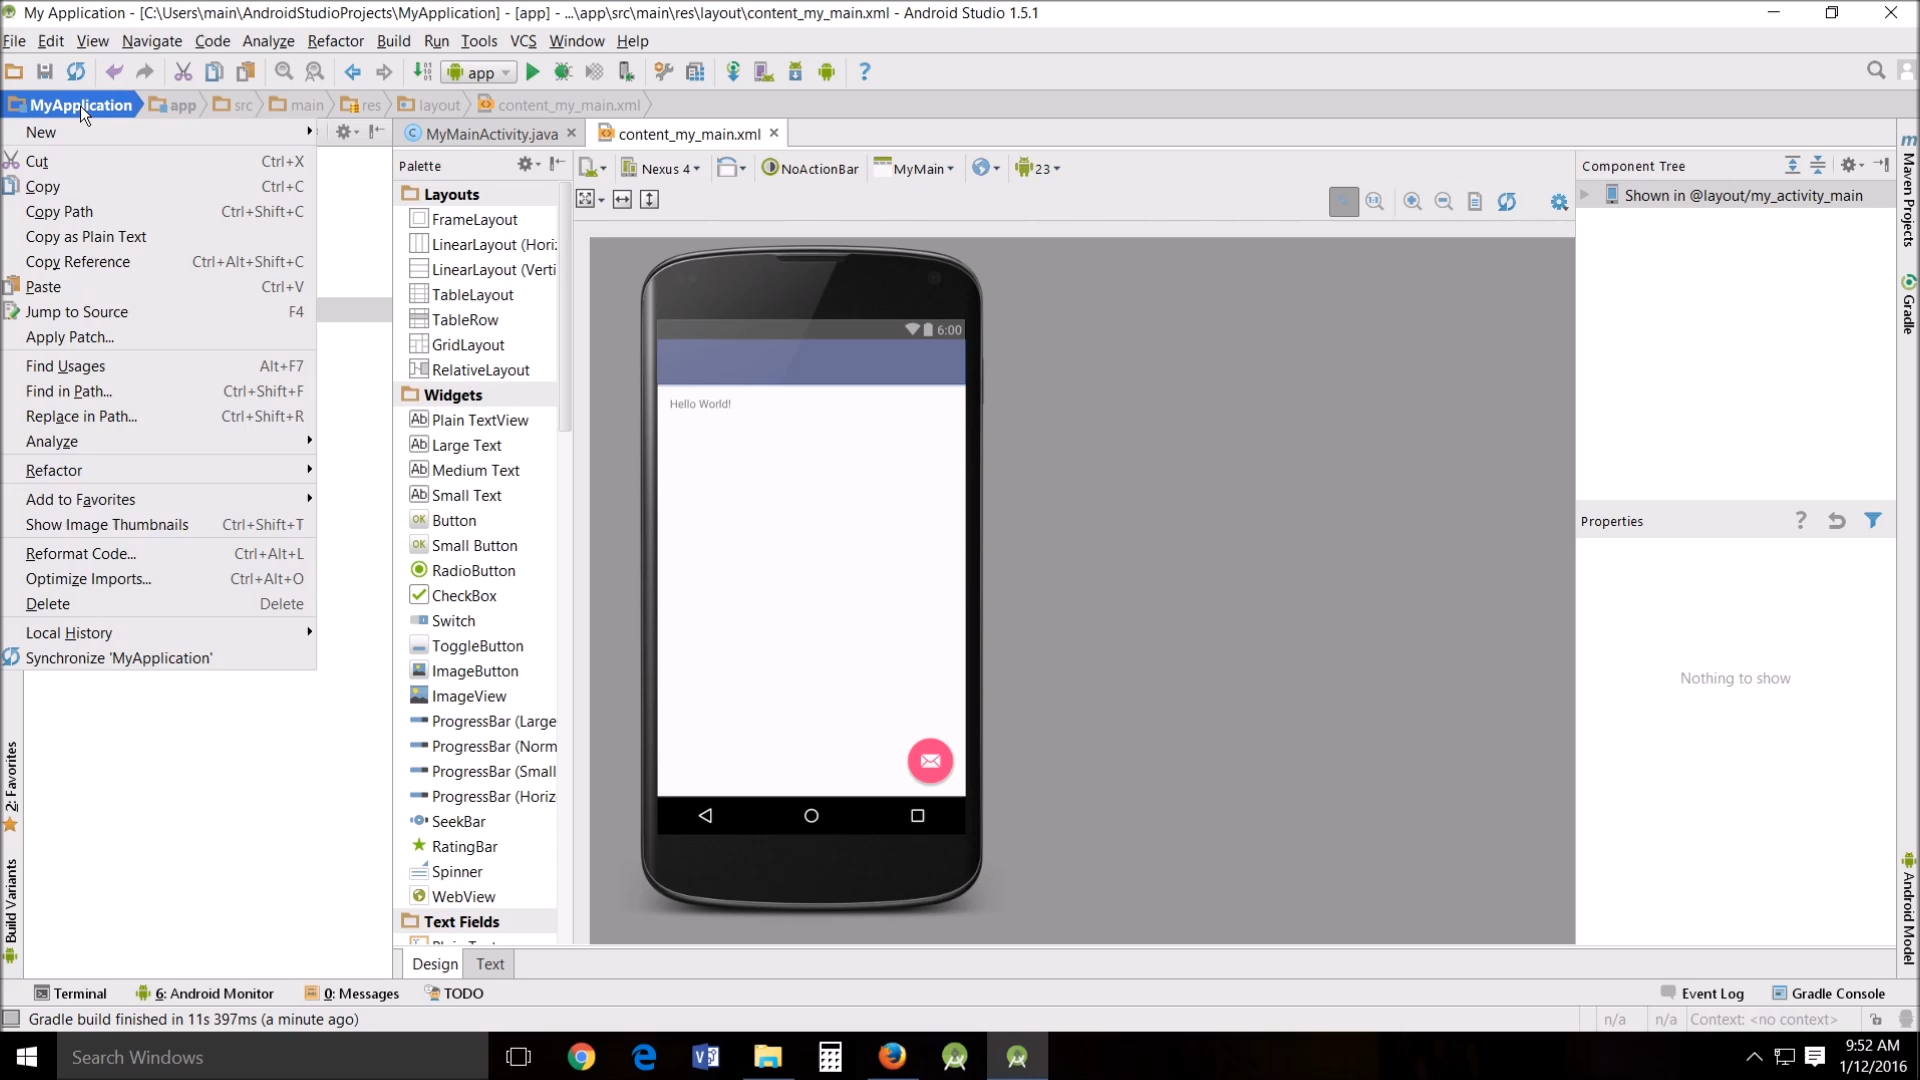 My Application - [C:\Users\main\AndroidStudioProjects\MyApplication] - [app] - ...\app\src\main\res\layout\content_my_main.xml - Android Studio 1.5.1
File Edit View Navigate Code Analyze Refactor Build Run Tools VCS Window Help
app
MyApplication app src main res layout content_my_main.xml
New
Cut Ctrl+X
Copy Ctrl+C
Copy Path Ctrl+Shift+C
Copy as Plain Text
Copy Reference Ctrl+Alt+Shift+C
Paste Ctrl+V
Jump to Source F4
Apply Patch...
Find Usages Alt+F7
Find in Path... Ctrl+Shift+F
Replace in Path... Ctrl+Shift+R
Analyze
Refactor
Add to Favorites
Show Image Thumbnails Ctrl+Shift+T
Reformat Code... Ctrl+Alt+L
Optimize Imports... Ctrl+Alt+O
Delete Delete
Local History
Synchronize 'MyApplication'
2: Favorites
Build Variants
MyMainActivity.java content_my_main.xml
Palette
Layouts
FrameLayout
LinearLayout (Hori
LinearLayout (Verti
TableLayout
TableRow
GridLayout
RelativeLayout
Widgets
Plain TextView
Large Text
Medium Text
Small Text
Button
Small Button
RadioButton
CheckBox
Switch
ToggleButton
ImageButton
ImageView
ProgressBar (Large
ProgressBar (Norm
ProgressBar (Small
ProgressBar (Horiz
SeekBar
RatingBar
Spinner
WebView
Text Fields
Nexus 4 NoActionBar MyMain 23
6:00
Hello World!
Design Text
Component Tree
Shown in @layout/my_activity_main
Properties
Nothing to show
Maven Projects
Gradle
Android Model
Terminal 6: Android Monitor 0: Messages TODO Event Log Gradle Console
Gradle build finished in 11s 397ms (a minute ago) n/a n/a Context: <no context>
Search Windows
9:52 AM
1/12/2016